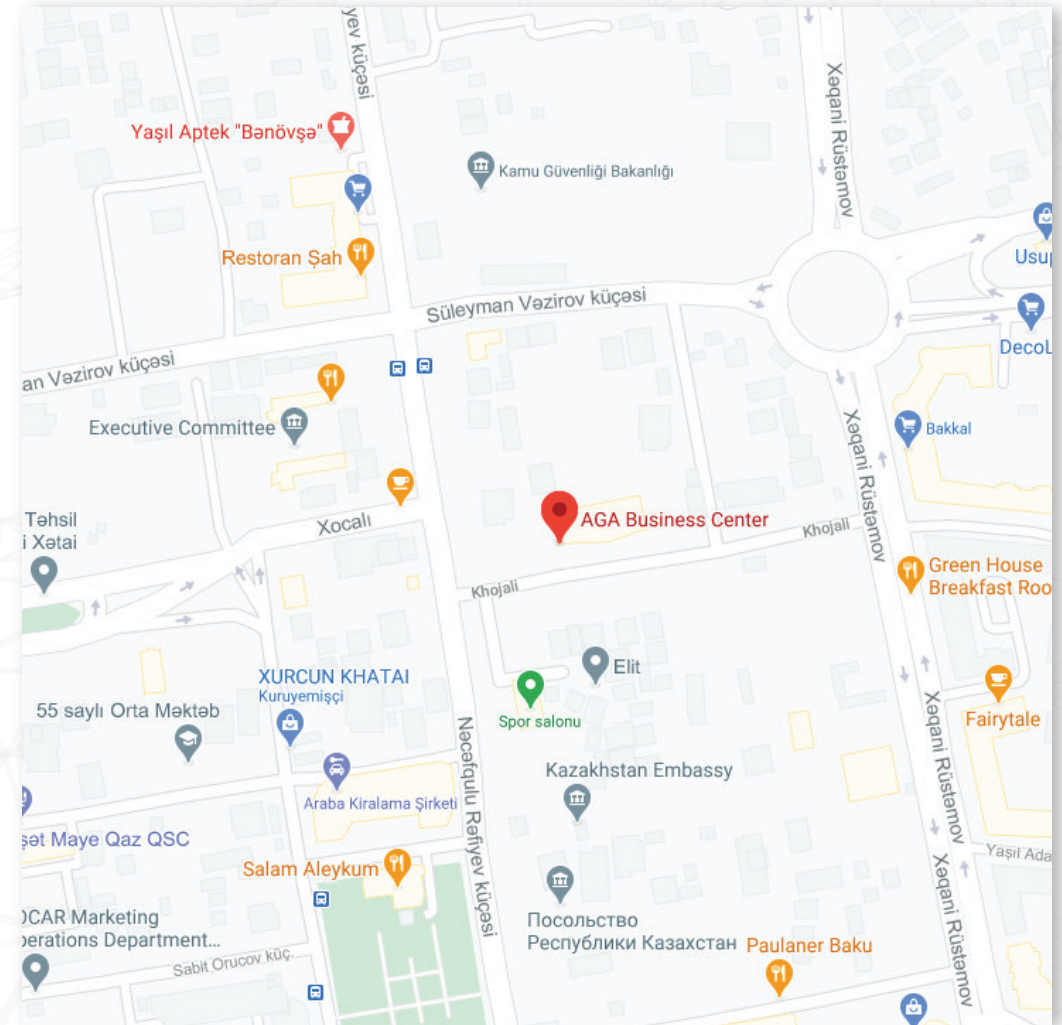 yev küçəsi
Xəqani Rüstəmov
Yaşıl Aptek "Bənövşə"
Kamu Güvenliği Bakanlığı
Restoran Şah
Usup
Süleyman Vəzirov küçəsi
DecoL
an Vəzirov küçəsi
Executive Committee
Bakkal
Xəqani Rüstəmov
Təhsil
i Xətai
Xocalı
AGA Business Center
Khojali
Khojali
Green House
Breakfast Roo
XURCUN KHATAI
Kuruyemişçi
Elit
55 saylı Orta Məktəb
Spor salonu
Fairytale
Xəqani Rüstəmov
Nəcəfqulu Rəfiyev küçəsi
Kazakhstan Embassy
Araba Kiralama Şirketi
şət Maye Qaz QSC
Yaşıl Ada
Salam Aleykum
Xəqani Rüstəmov
OCAR Marketing
perations Department...
Посольство
Республики Казахстан
Paulaner Baku
Sabit Orucov küç.